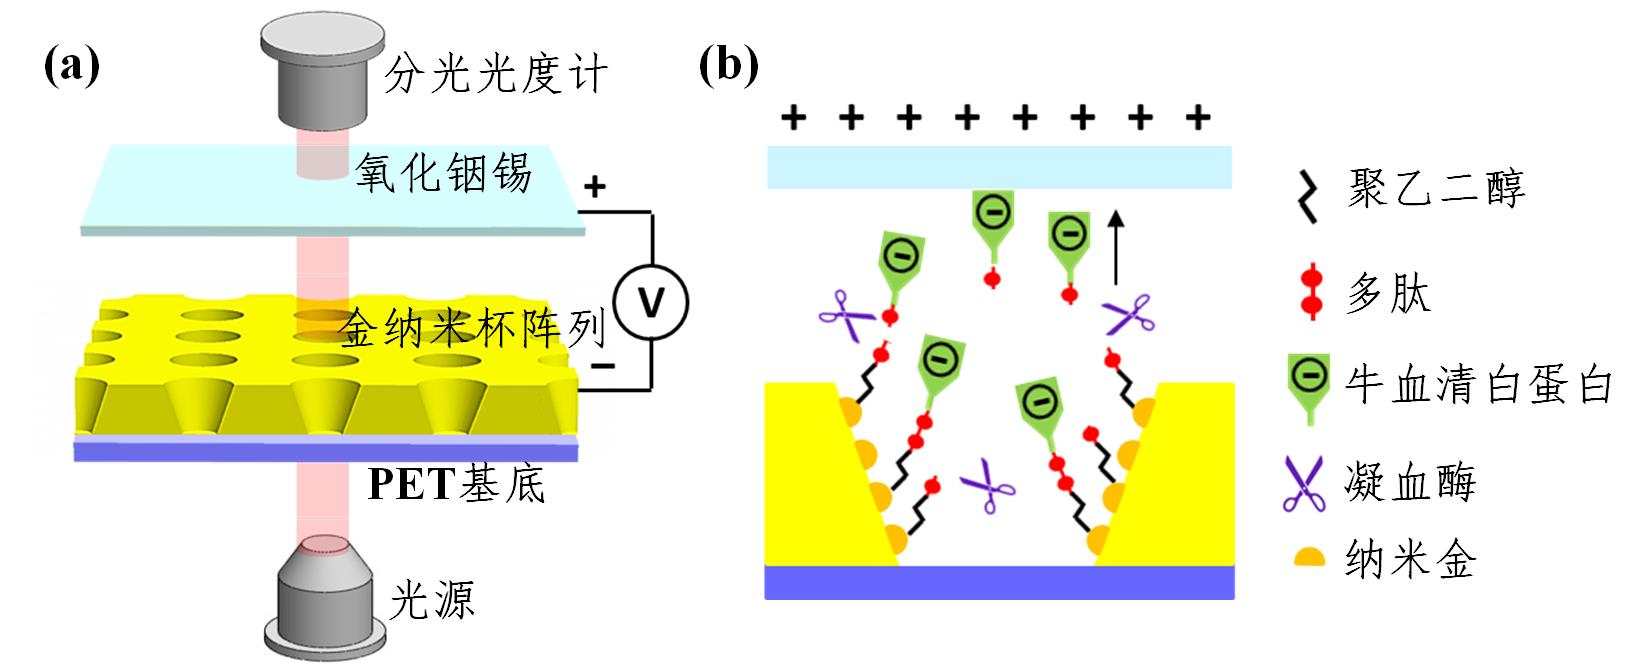 (a)
分光光度计
氧化铟锡
+
金纳米杯阵列
V
−
PET基底
光源
(b)
+ + + + + + + +
聚乙二醇
多肽
牛血清白蛋白
凝血酶
纳米金